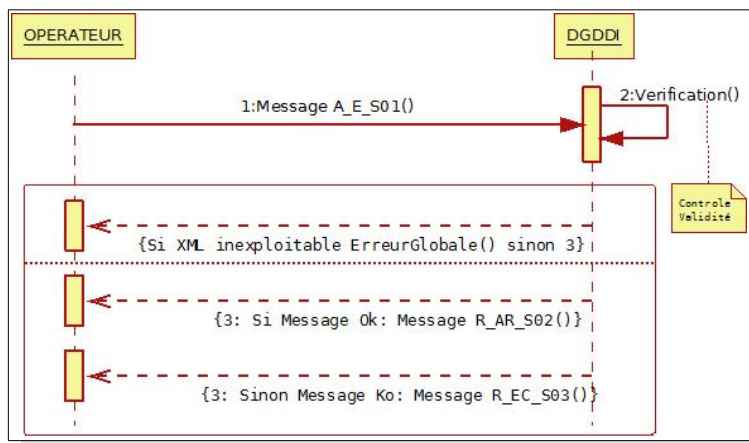 OPERATEUR
DGDDI
1:Message A_E_S01()
2:Verification()
Controle
Validité
{Si XML inexploitable ErreurGlobale() sinon 3}
{3: Si Message Ok: Message R_AR_S02()}
{3: Sinon Message Ko: Message R_EC_S03()}